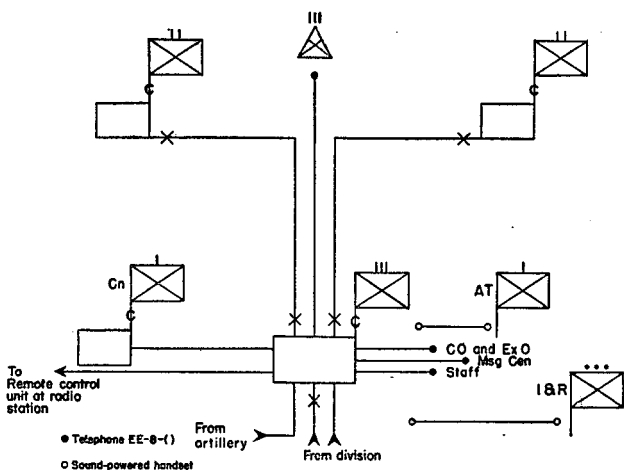 II
III
II
I
Cn
III
I
AT
CO and Ex O
Msg Cen
Staff
To
Remote control
unit at radio
station
I&R
From
artillery
From division
Telephone EE-8-()
Sound-powered handset